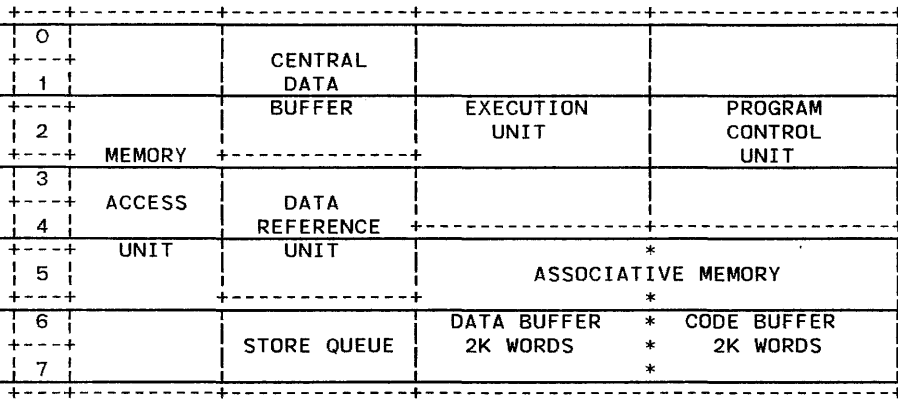 0
CENTRAL
1 DATA
BUFFER EXECUTION PROGRAM
2 UNIT CONTROL
MEMORY UNIT
3
ACCESS DATA
4 REFERENCE
UNIT UNIT *
5 ASSOCIATIVE MEMORY
*
6 DATA BUFFER * CODE BUFFER
STORE QUEUE 2K WORDS * 2K WORDS
7 *